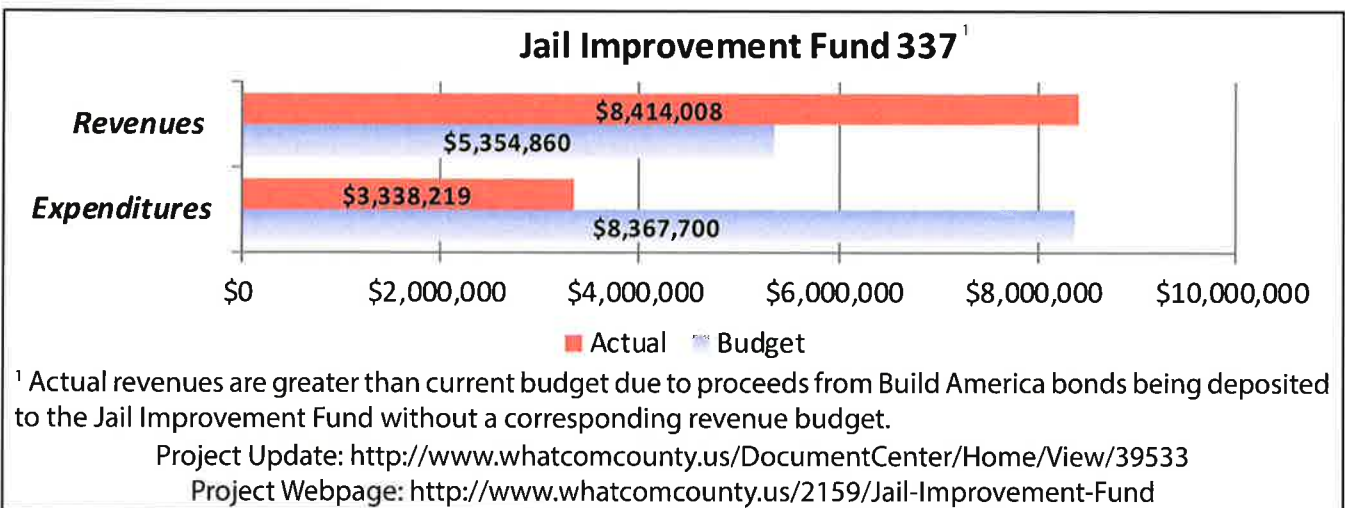 Jail Improvement Fund 337 ¹
Revenues
$8,414,008
$5,354,860
Expenditures
$3,338,219
$8,367,700
$0 $2,000,000 $4,000,000 $6,000,000 $8,000,000 $10,000,000
Actual Budget
¹ Actual revenues are greater than current budget due to proceeds from Build America bonds being deposited
to the Jail Improvement Fund without a corresponding revenue budget.
Project Update: http://www.whatcomcounty.us/DocumentCenter/Home/View/39533
Project Webpage: http://www.whatcomcounty.us/2159/Jail-Improvement-Fund